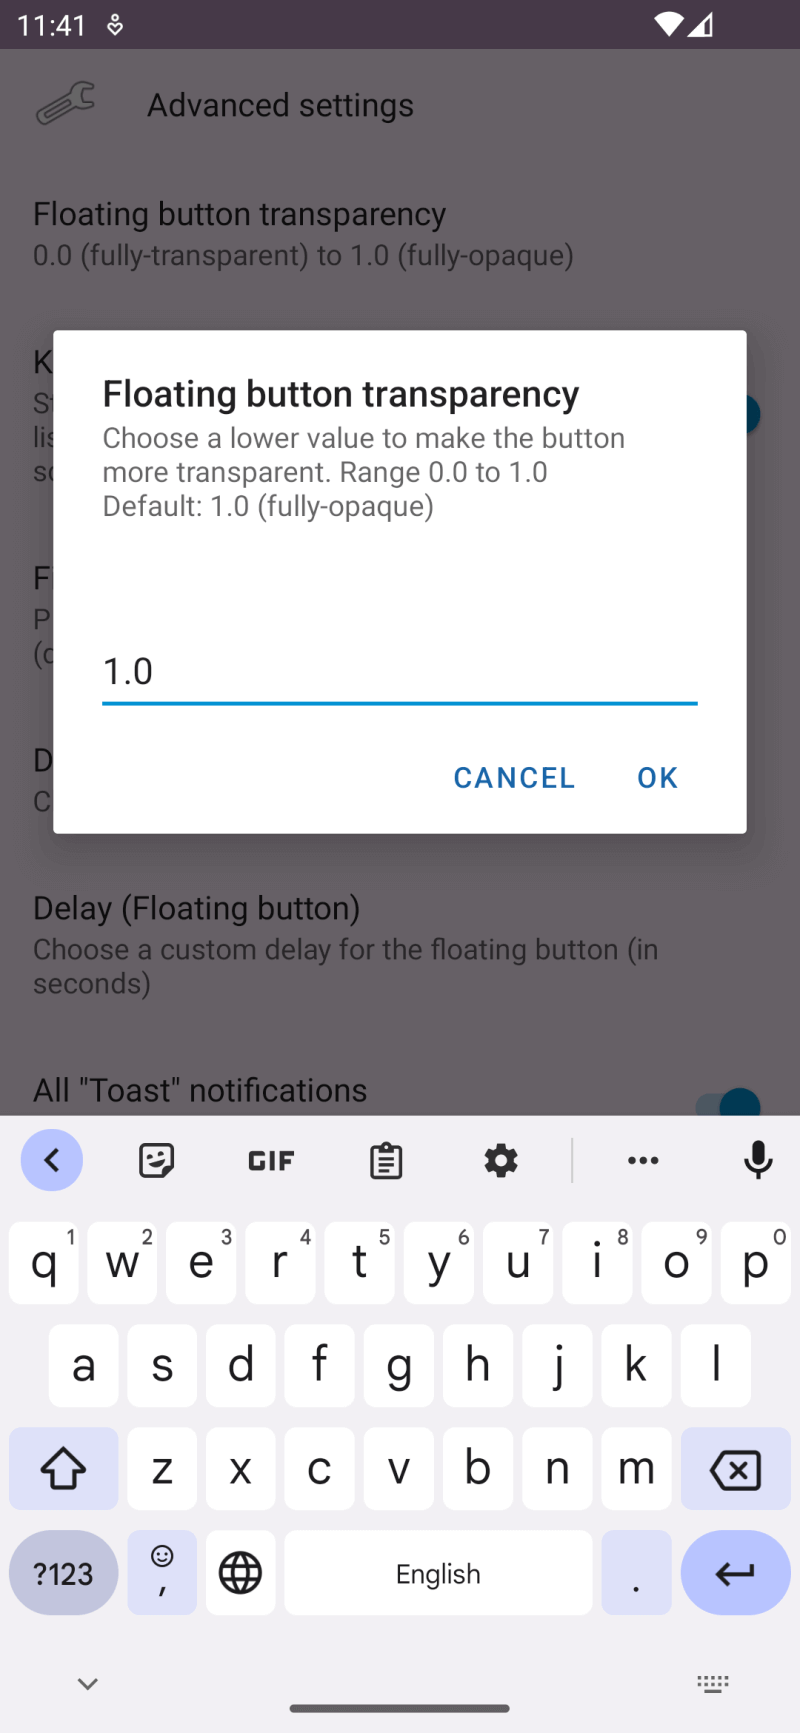 11:41
Advanced settings
Floating button transparency
0.0 (fully-transparent) to 1.0 (fully-opaque)
Floating button transparency
Choose a lower value to make the button
more transparent. Range 0.0 to 1.0
Default: 1.0 (fully-opaque)
1.0
CANCEL
OK
Delay (Floating button)
Choose a custom delay for the floating button (in
seconds)
All "Toast" notifications
GIF
q 1 w 2 e 3 r 4 t 5 y 6 u 7 i 8 o 9 p 0
a s d f g h j k l
z x c v b n m
?123 , English .